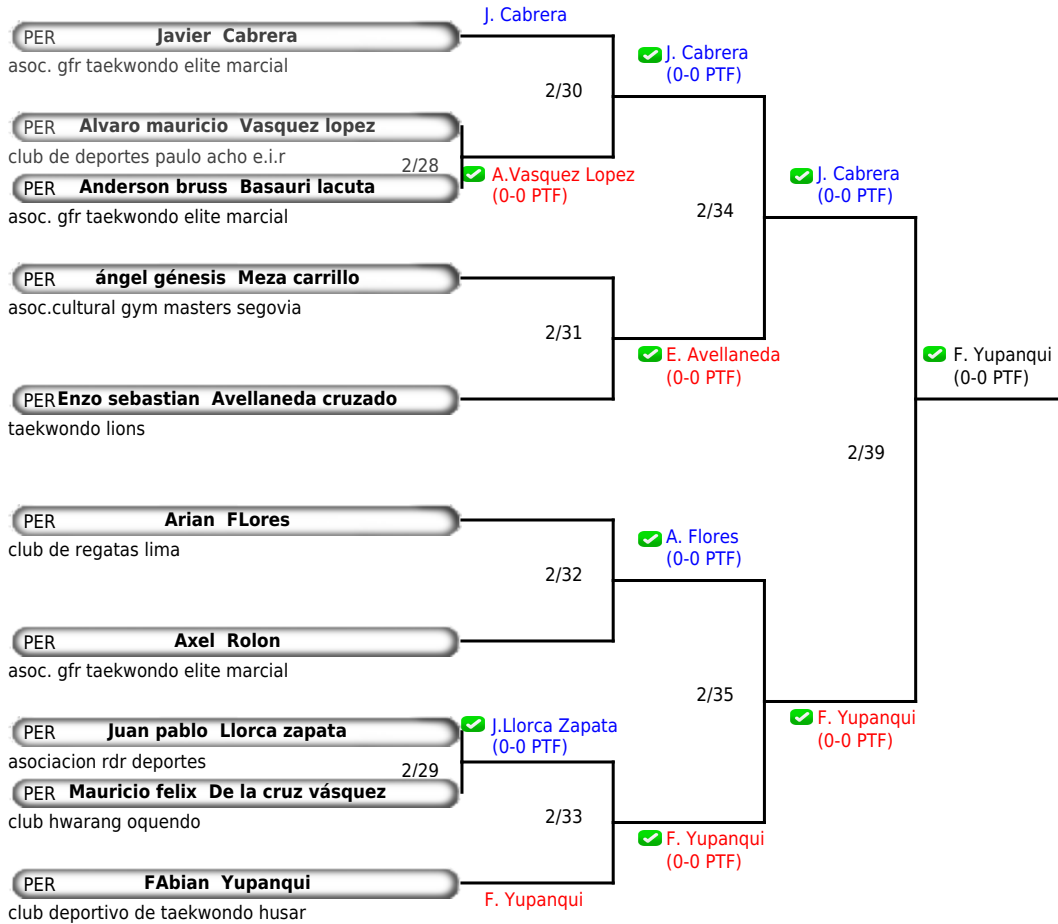 J. Cabrera
PER Javier Cabrera
asoc. gfr taekwondo elite marcial
J. Cabrera
(0-0 PTF)
2/30
PER Alvaro mauricio Vasquez lopez
club de deportes paulo acho e.i.r
2/28
A.Vasquez Lopez
(0-0 PTF)
PER Anderson bruss Basauri lacuta
asoc. gfr taekwondo elite marcial
J. Cabrera
(0-0 PTF)
2/34
PER ángel génesis Meza carrillo
asoc.cultural gym masters segovia
2/31
E. Avellaneda
(0-0 PTF)
F. Yupanqui
(0-0 PTF)
PER Enzo sebastian Avellaneda cruzado
taekwondo lions
2/39
PER Arian FLores
club de regatas lima
A. Flores
(0-0 PTF)
2/32
PER Axel Rolon
asoc. gfr taekwondo elite marcial
2/35
F. Yupanqui
(0-0 PTF)
PER Juan pablo Llorca zapata
asociacion rdr deportes
J.Llorca Zapata
(0-0 PTF)
2/29
PER Mauricio felix De la cruz vásquez
club hwarang oquendo
2/33
F. Yupanqui
(0-0 PTF)
PER FAbian Yupanqui
club deportivo de taekwondo husar
F. Yupanqui